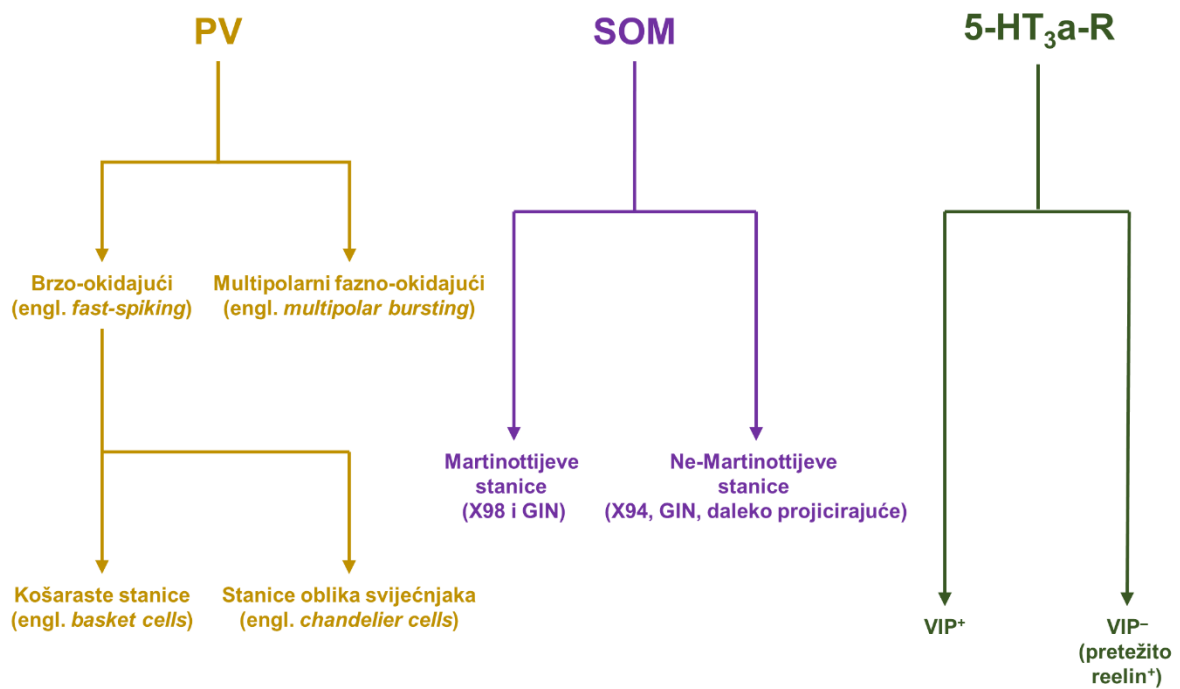 PV
SOM
5-HT₃a-R
Brzo-okidajući
(engl. fast-spiking)
Multipolarni fazno-okidajući
(engl. multipolar bursting)
Martinottijeve
stanice
(X98 i GIN)
Ne-Martinottijeve
stanice
(X94, GIN, daleko projicirajuće)
Košaraste stanice
(engl. basket cells)
Stanice oblika svijećnjaka
(engl. chandelier cells)
VIP⁺
VIP⁻
(pretežito
reelin⁺)